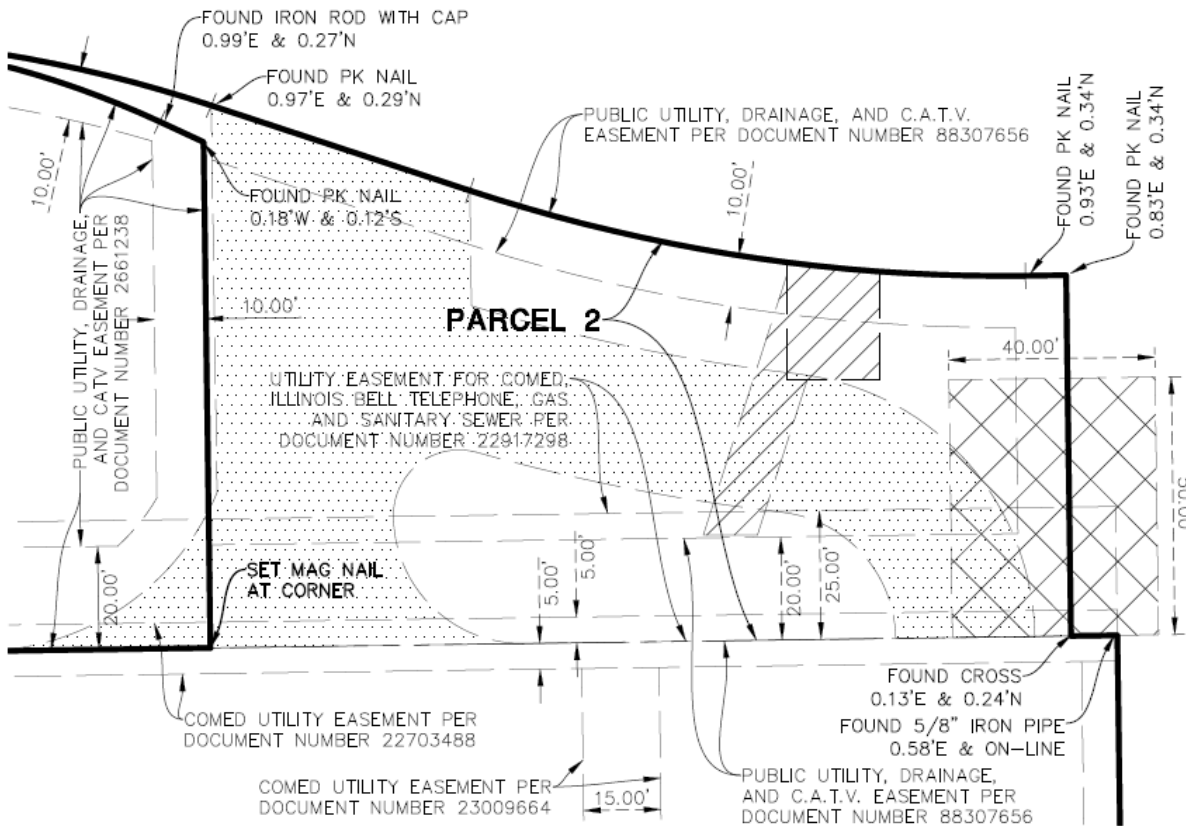 FOUND IRON ROD WITH CAP
0.99'E & 0.27'N
FOUND PK NAIL
0.97'E & 0.29'N
PUBLIC UTILITY, DRAINAGE, AND C.A.T.V.
EASEMENT PER DOCUMENT NUMBER 88307656
FOUND PK NAIL
0.93'E & 0.34'N
FOUND PK NAIL
0.83'E & 0.34'N
10.00'
10.00'
FOUND PK NAIL
0.18'W & 0.12'S
PUBLIC UTILITY, DRAINAGE,
AND CATV EASEMENT PER
DOCUMENT NUMBER 2661238
10.00'
PARCEL 2
40.00'
UTILITY EASEMENT FOR COMED,
ILLINOIS BELL TELEPHONE, GAS
AND SANITARY SEWER PER
DOCUMENT NUMBER 22917298
50.00'
20.00'
SET MAG NAIL
AT CORNER
5.00'
5.00'
20.00'
25.00'
FOUND CROSS
0.13'E & 0.24'N
FOUND 5/8" IRON PIPE
0.58'E & ON-LINE
COMED UTILITY EASEMENT PER
DOCUMENT NUMBER 22703488
COMED UTILITY EASEMENT PER
DOCUMENT NUMBER 23009664
15.00'
PUBLIC UTILITY, DRAINAGE,
AND C.A.T.V. EASEMENT PER
DOCUMENT NUMBER 88307656